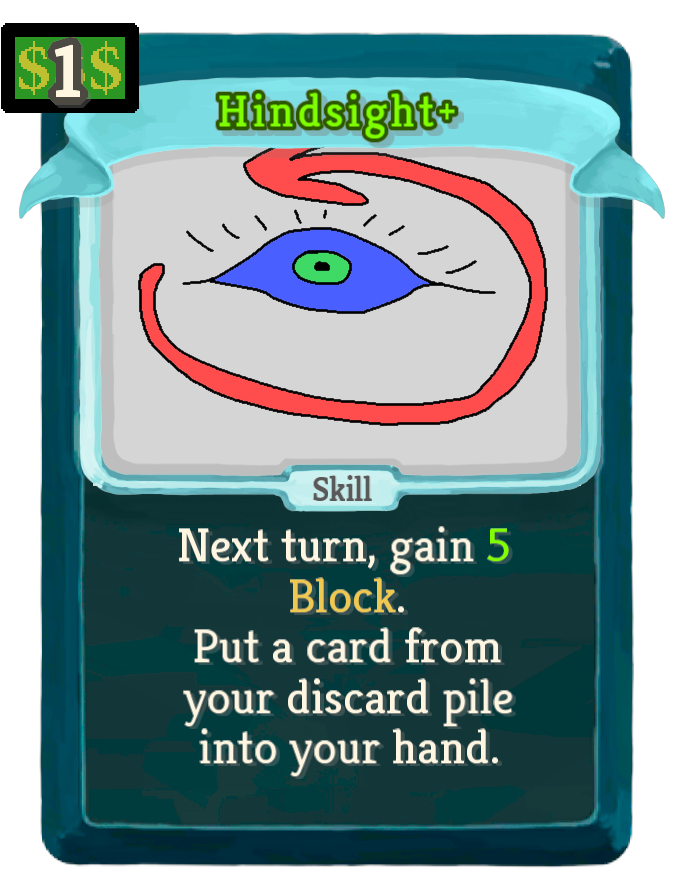 $1$
Hindsight+
Skill
Next turn, gain 5
Block.
Put a card from
your discard pile
into your hand.